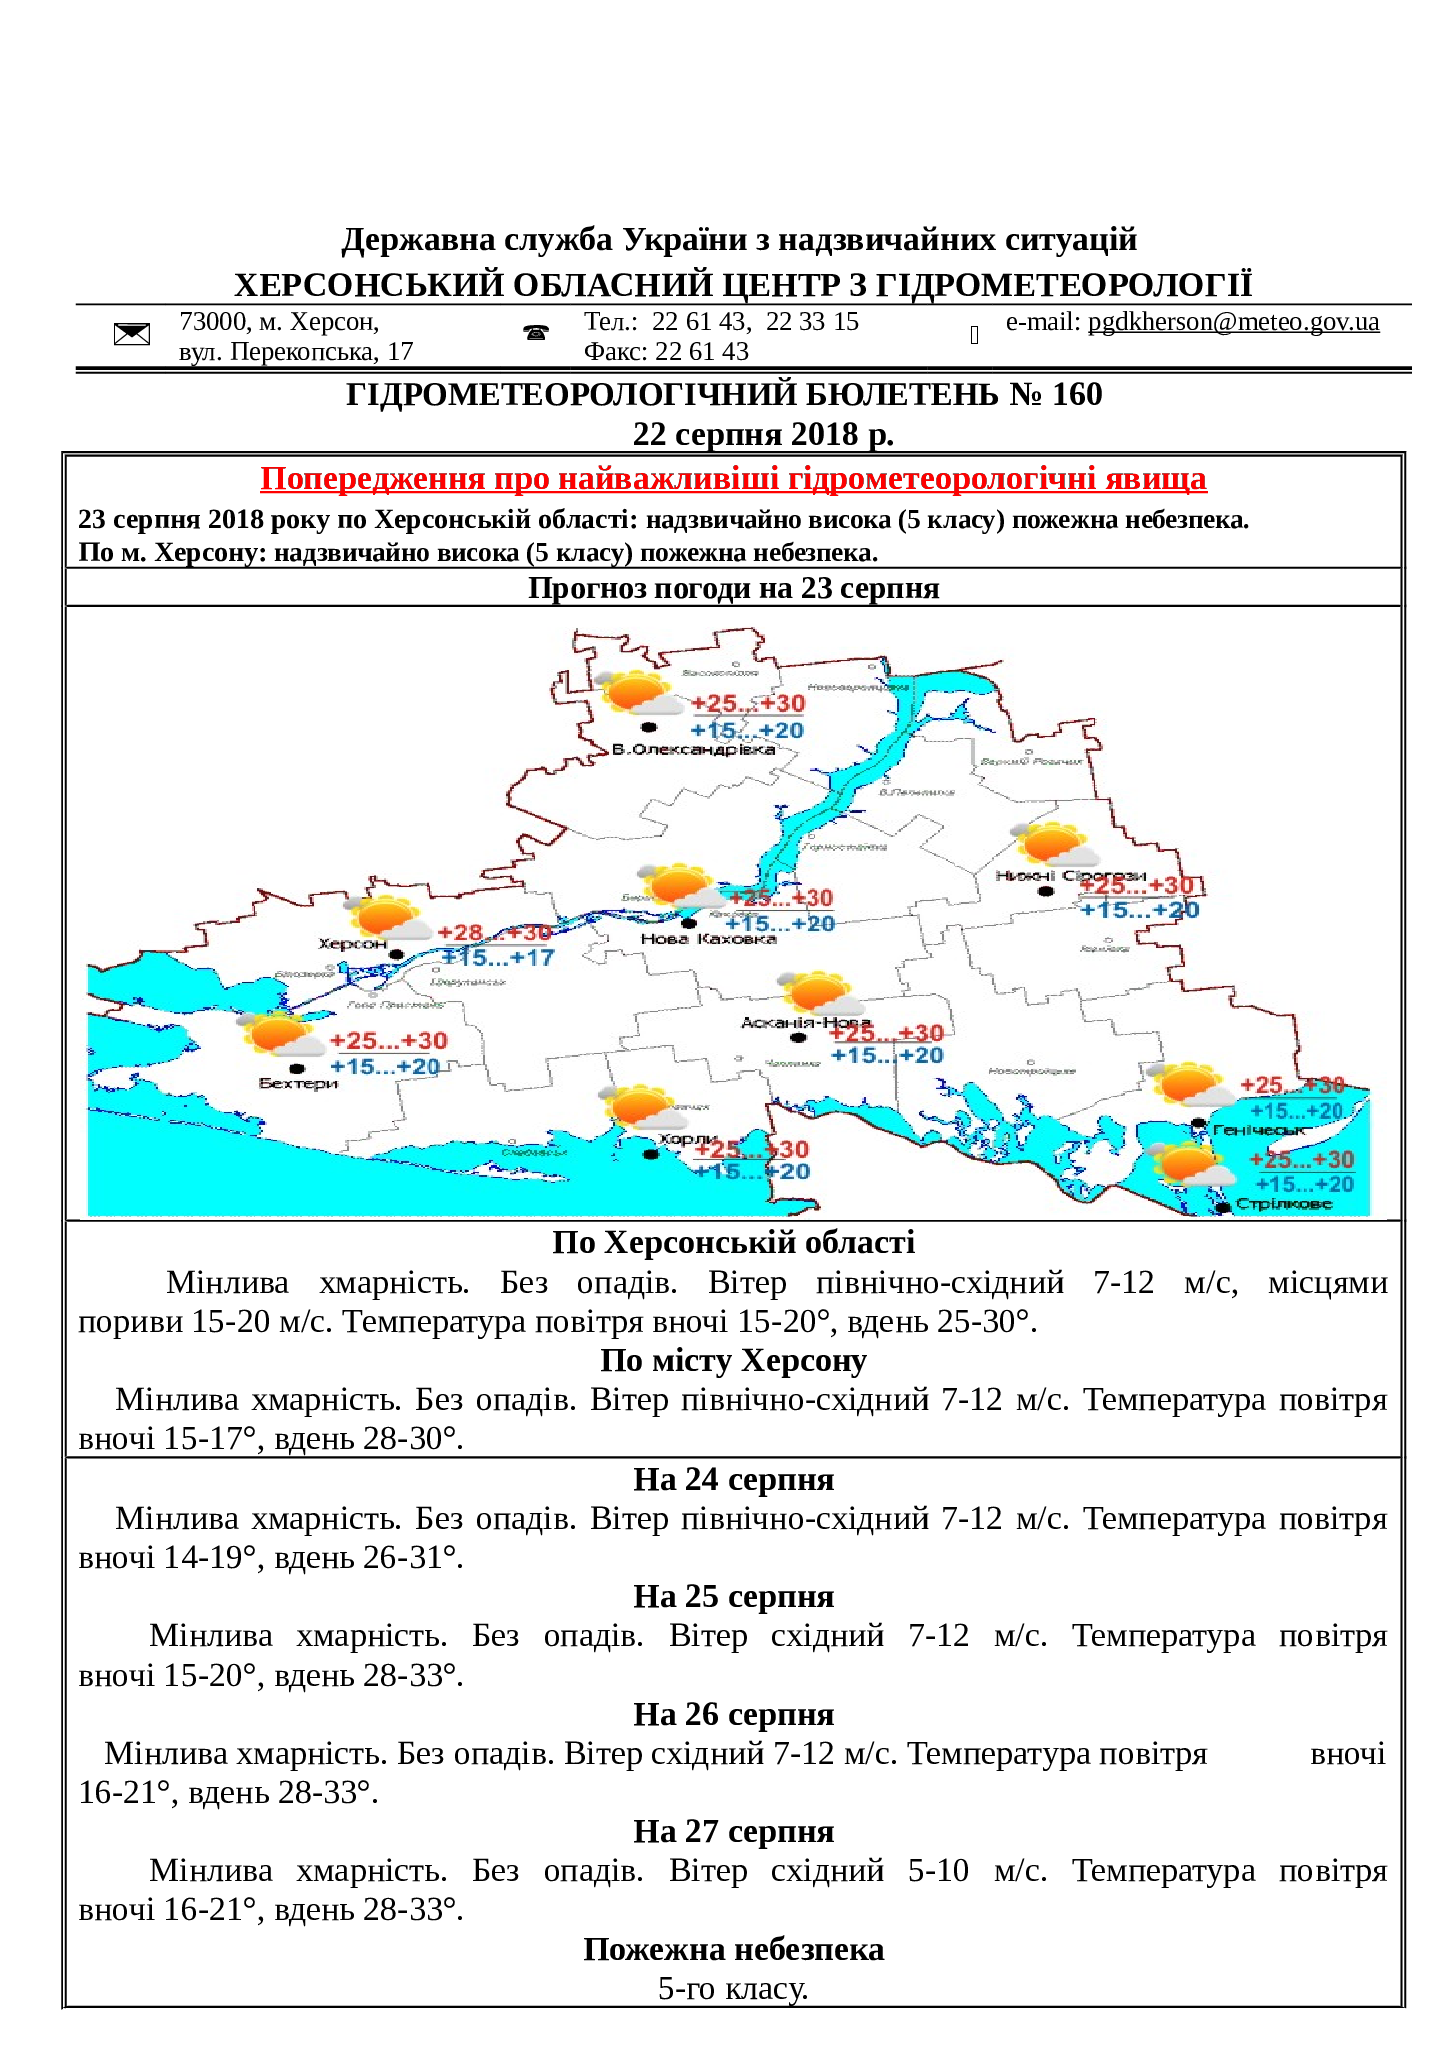 Державна служба України з надзвичайних ситуацій
ХЕРСОНСЬКИЙ ОБЛАСНИЙ ЦЕНТР З ГІДРОМЕТЕОРОЛОГІЇ
73000, м. Херсон,
вул. Перекопська, 17
Тел.: 22 61 43, 22 33 15
Факс: 22 61 43
e-mail: pgdkherson@meteo.gov.ua
ГІДРОМЕТЕОРОЛОГІЧНИЙ БЮЛЕТЕНЬ № 160
22 серпня 2018 р.
Попередження про найважливіші гідрометеорологічні явища
23 серпня 2018 року по Херсонській області: надзвичайно висока (5 класу) пожежна небезпека.
По м. Херсону: надзвичайно висока (5 класу) пожежна небезпека.
Прогноз погоди на 23 серпня
+25...+30
+15...+20
В.Олександрівка
Нижні Сірогози
+25...+30
+15...+20
+25...+30
+15...+20
Нова Каховка
Херсон
+28...+30
+15...+17
Асканія-Нова
+25...+30
+15...+20
+25...+30
+15...+20
Бехтери
+25...+30
+15...+20
Генічеськ
Хорли
+25...+30
+15...+20
+25...+30
+15...+20
Стрілкове
По Херсонській області
Мінлива хмарність. Без опадів. Вітер північно-східний 7-12 м/с, місцями
пориви 15-20 м/с. Температура повітря вночі 15-20°, вдень 25-30°.
По місту Херсону
Мінлива хмарність. Без опадів. Вітер північно-східний 7-12 м/с. Температура повітря
вночі 15-17°, вдень 28-30°.
На 24 серпня
Мінлива хмарність. Без опадів. Вітер північно-східний 7-12 м/с. Температура повітря
вночі 14-19°, вдень 26-31°.
На 25 серпня
Мінлива хмарність. Без опадів. Вітер східний 7-12 м/с. Температура повітря
вночі 15-20°, вдень 28-33°.
На 26 серпня
Мінлива хмарність. Без опадів. Вітер східний 7-12 м/с. Температура повітря вночі
16-21°, вдень 28-33°.
На 27 серпня
Мінлива хмарність. Без опадів. Вітер східний 5-10 м/с. Температура повітря
вночі 16-21°, вдень 28-33°.
Пожежна небезпека
5-го класу.